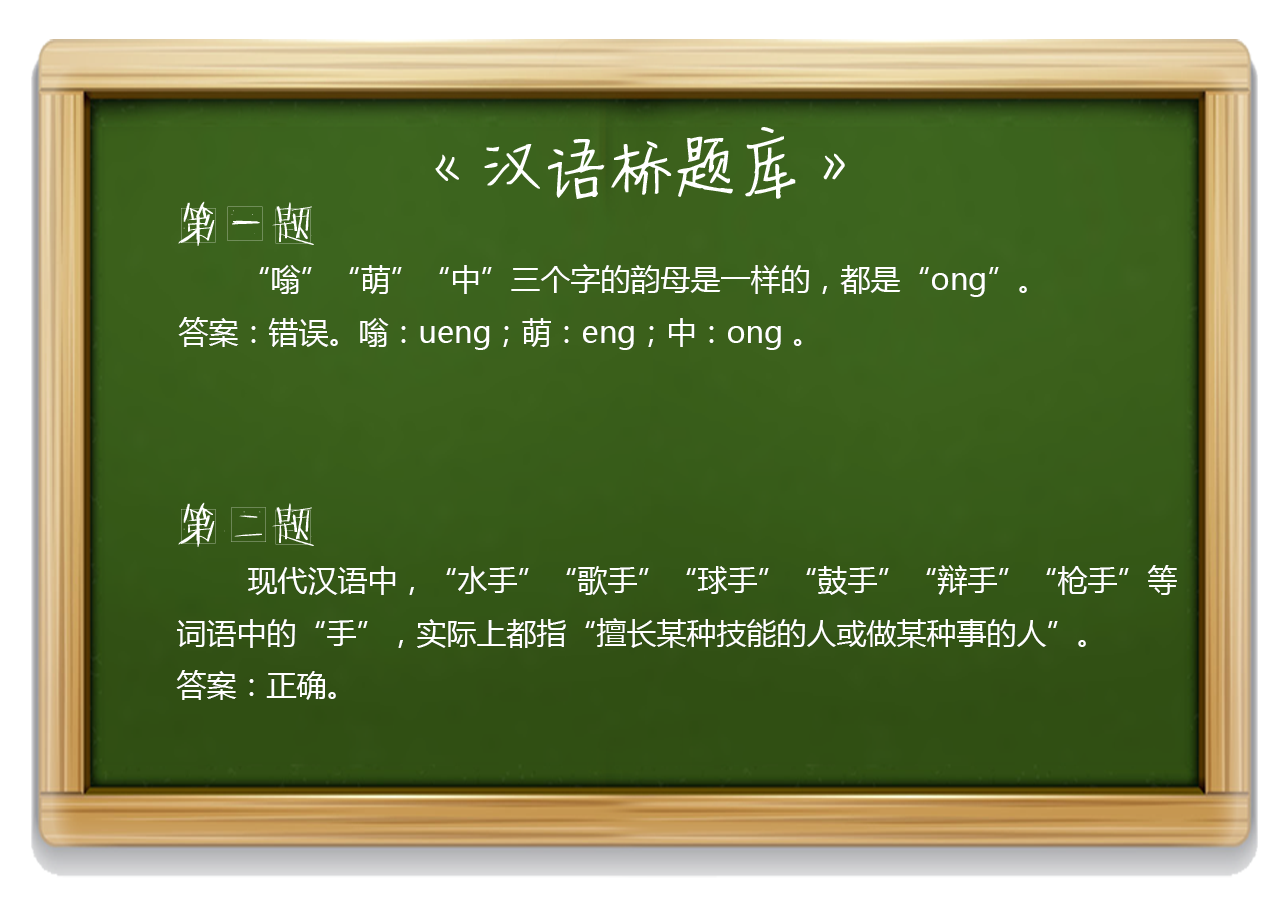 《汉语桥题库》
第一题
“嗡”“萌”“中”三个字的韵母是一样的，都是“ong”。
答案：错误。嗡：ueng；萌：eng；中：ong 。
第二题
现代汉语中，“水手”“歌手”“球手”“鼓手”“辩手”“枪手”等
词语中的“手”，实际上都指“擅长某种技能的人或做某种事的人”。
答案：正确。